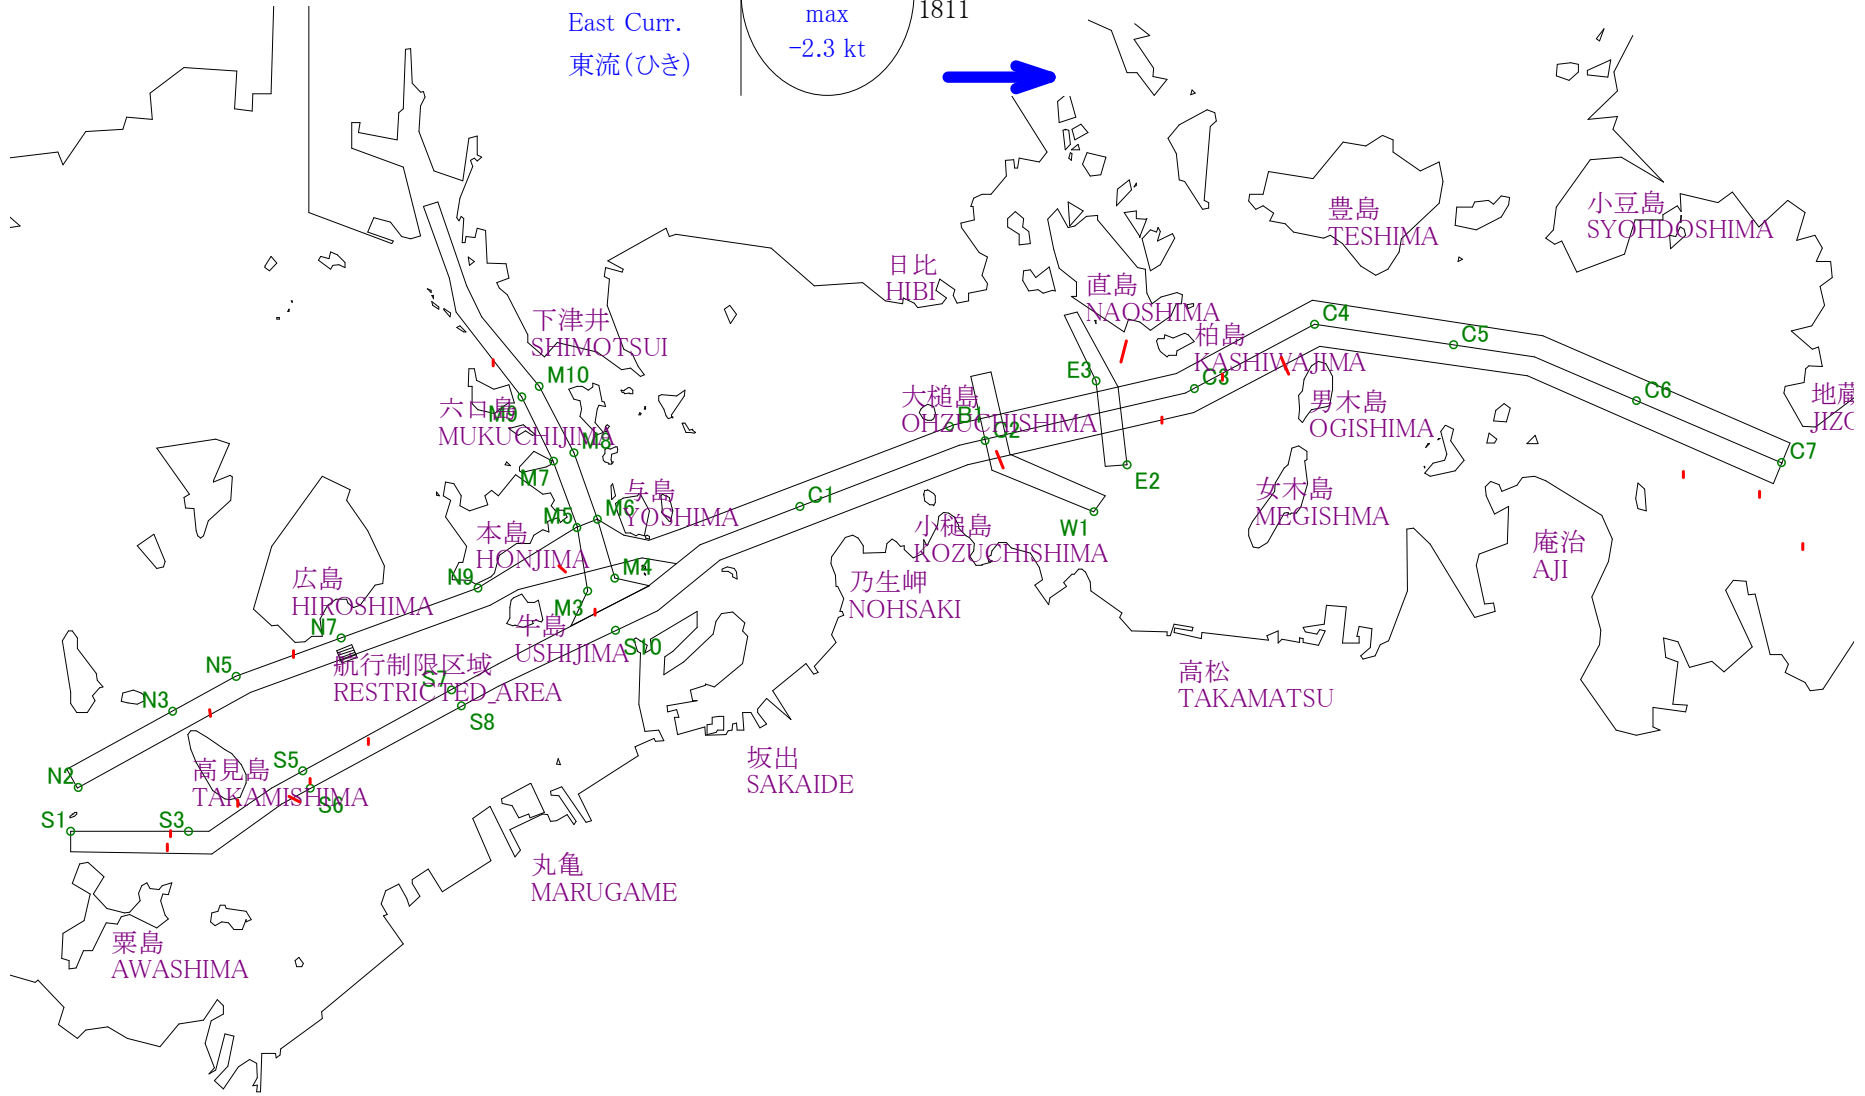 East Curr.
東流(ひき)
max
-2.3 kt
1811
豊島
TESHIMA
小豆島
SYOHDOSHIMA
日比
HIBI
直島
NAOSHIMA
下津井
SHIMOTSUI
柏島
KASHIWAJIMA
C4
C5
E3
C3
M10
M9
六口島
MUKUCHIJIMA
M8
M7
大槌島
OHZUCHISHIMA
B1
C2
男木島
OGISHIMA
C6
C7
E2
W1
与島
YOSHIMA
C1
M5
M6
本島
HONJIMA
小槌島
KOZUCHISHIMA
女木島
MEGISHMA
庵治
AJI
広島
HIROSHIMA
N9
M4
M3
乃生岬
NOHSAKI
牛島
USHIJIMA
S10
N7
N5
N3
N2
航行制限区域
RESTRICTED_AREA
S7
S8
高松
TAKAMATSU
高見島
TAKAMISHIMA
S5
S6
S1
S3
坂出
SAKAIDE
丸亀
MARUGAME
粟島
AWASHIMA